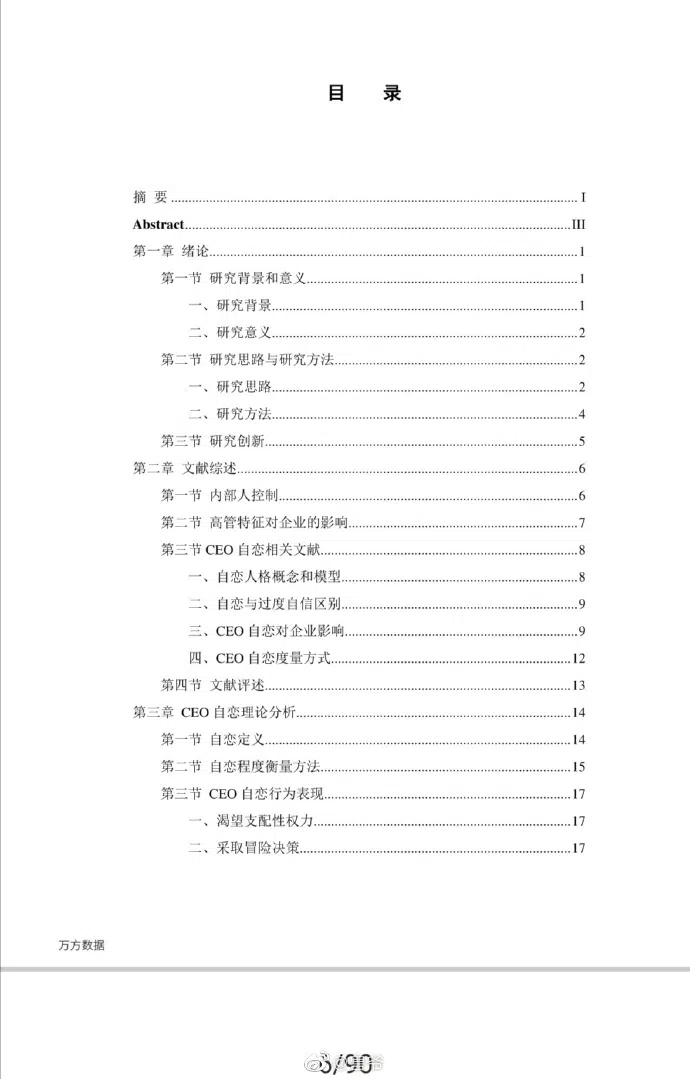 目 录
摘 要 ........ I
Abstract ........ III
第一章 绪论 ........ 1
第一节 研究背景和意义 ........ 1
一、研究背景 ........ 1
二、研究意义 ........ 2
第二节 研究思路与研究方法 ........ 2
一、研究思路 ........ 2
二、研究方法 ........ 4
第三节 研究创新 ........ 5
第二章 文献综述 ........ 6
第一节 内部人控制 ........ 6
第二节 高管特征对企业的影响 ........ 7
第三节 CEO 自恋相关文献 ........ 8
一、自恋人格概念和模型 ........ 8
二、自恋与过度自信区别 ........ 9
三、CEO 自恋对企业影响 ........ 9
四、CEO 自恋度量方式 ........ 12
第四节 文献评述 ........ 13
第三章 CEO 自恋理论分析 ........ 14
第一节 自恋定义 ........ 14
第二节 自恋程度衡量方法 ........ 15
第三节 CEO 自恋行为表现 ........ 17
一、渴望支配性权力 ........ 17
二、采取冒险决策 ........ 17
万方数据
/90